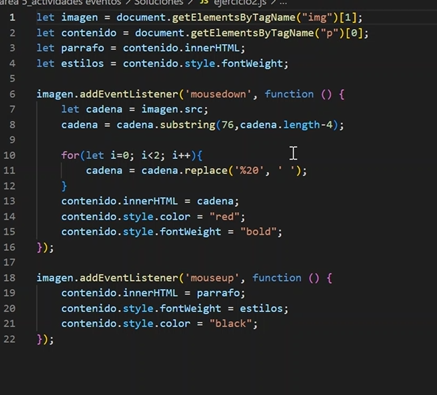 area 5_actividades eventos > Soluciones > JS ejercicio2.js > ...
1 let imagen = document.getElementsByTagName("img")[1];
2 let contenido = document.getElementsByTagName("p")[0];
3 let parrafo = contenido.innerHTML;
4 let estilos = contenido.style.fontWeight;
5
6 imagen.addEventListener('mousedown', function () {
7 let cadena = imagen.src;
8 cadena = cadena.substring(76,cadena.length-4);
9
10 for(let i=0; i<2; i++){
11 cadena = cadena.replace('%20', ' ');
12 }
13 contenido.innerHTML = cadena;
14 contenido.style.color = "red";
15 contenido.style.fontWeight = "bold";
16 });
17
18 imagen.addEventListener('mouseup', function () {
19 contenido.innerHTML = parrafo;
20 contenido.style.fontWeight = estilos;
21 contenido.style.color = "black";
22 });